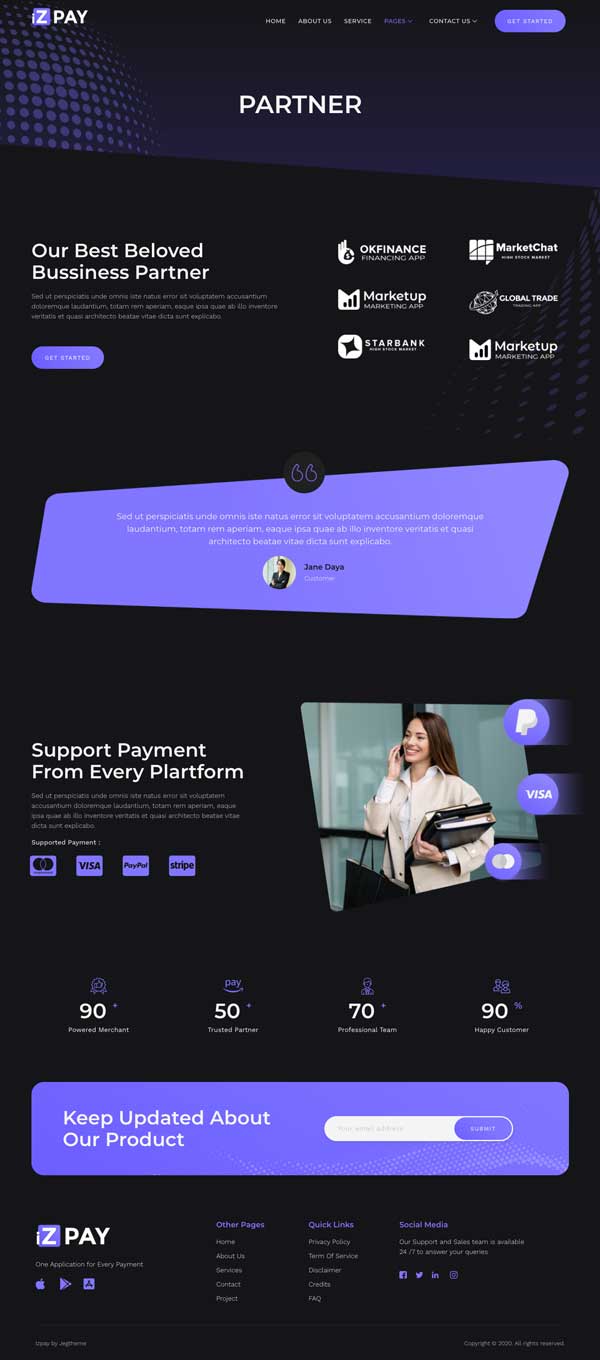 iZ PAY
HOME
ABOUT US
SERVICE
PAGES
CONTACT US
GET STARTED
PARTNER
Our Best Beloved
Bussiness Partner
Sed ut perspiciatis unde omnis iste natus error sit voluptatem accusantium
doloremque laudantium, totam rem aperiam, eaque ipsa quae ab illo inventore
veritatis et quasi architecto beatae vitae dicta sunt explicabo.
GET STARTED
OKFINANCE
FINANCING APP
MarketChat
HIGH STOCK MARKET
Marketup
MARKETING APP
GLOBAL TRADE
TRADING APP
STARBANK
HIGH STOCK MARKET
Marketup
MARKETING APP
Sed ut perspiciatis unde omnis iste natus error sit voluptatem accusantium doloremque
laudantium, totam rem aperiam, eaque ipsa quae ab illo inventore veritatis et quasi
architecto beatae vitae dicta sunt explicabo.
Jane Daya
Customer
Support Payment
From Every Plartform
Sed ut perspiciatis unde omnis iste natus error sit voluptatem
accusantium doloremque laudantium, totam rem aperiam, eaque
ipsa quae ab illo inventore veritatis et quasi architecto beatae vitae
dicta sunt explicabo.
Supported Payment :
VISA
PayPal
stripe
VISA
pay
90 +
Powered Merchant
50 +
Trusted Partner
70 +
Professional Team
90 %
Happy Customer
Keep Updated About
Our Product
Your email address
SUBMIT
iZ PAY
One Application for Every Payment
Other Pages
Home
About Us
Services
Contact
Project
Quick Links
Privacy Policy
Term Of Service
Disclaimer
Credits
FAQ
Social Media
Our Support and Sales team is available
24 /7 to answer your queries
Izpay by Jegtheme
Copyright © 2020. All rights reserved.